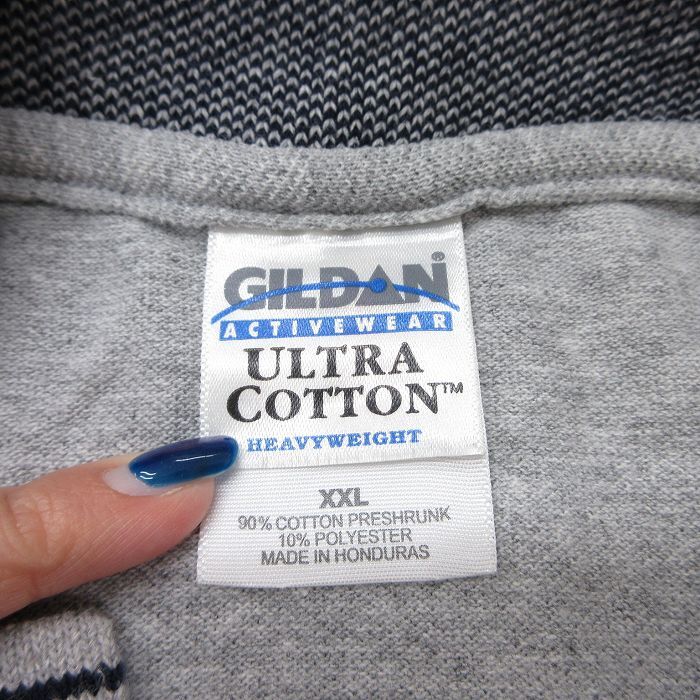 GILDAN®
ACTIVEWEAR
ULTRA
COTTON™
HEAVYWEIGHT
XXL
90% COTTON PRESHRUNK
10% POLYESTER
MADE IN HONDURAS